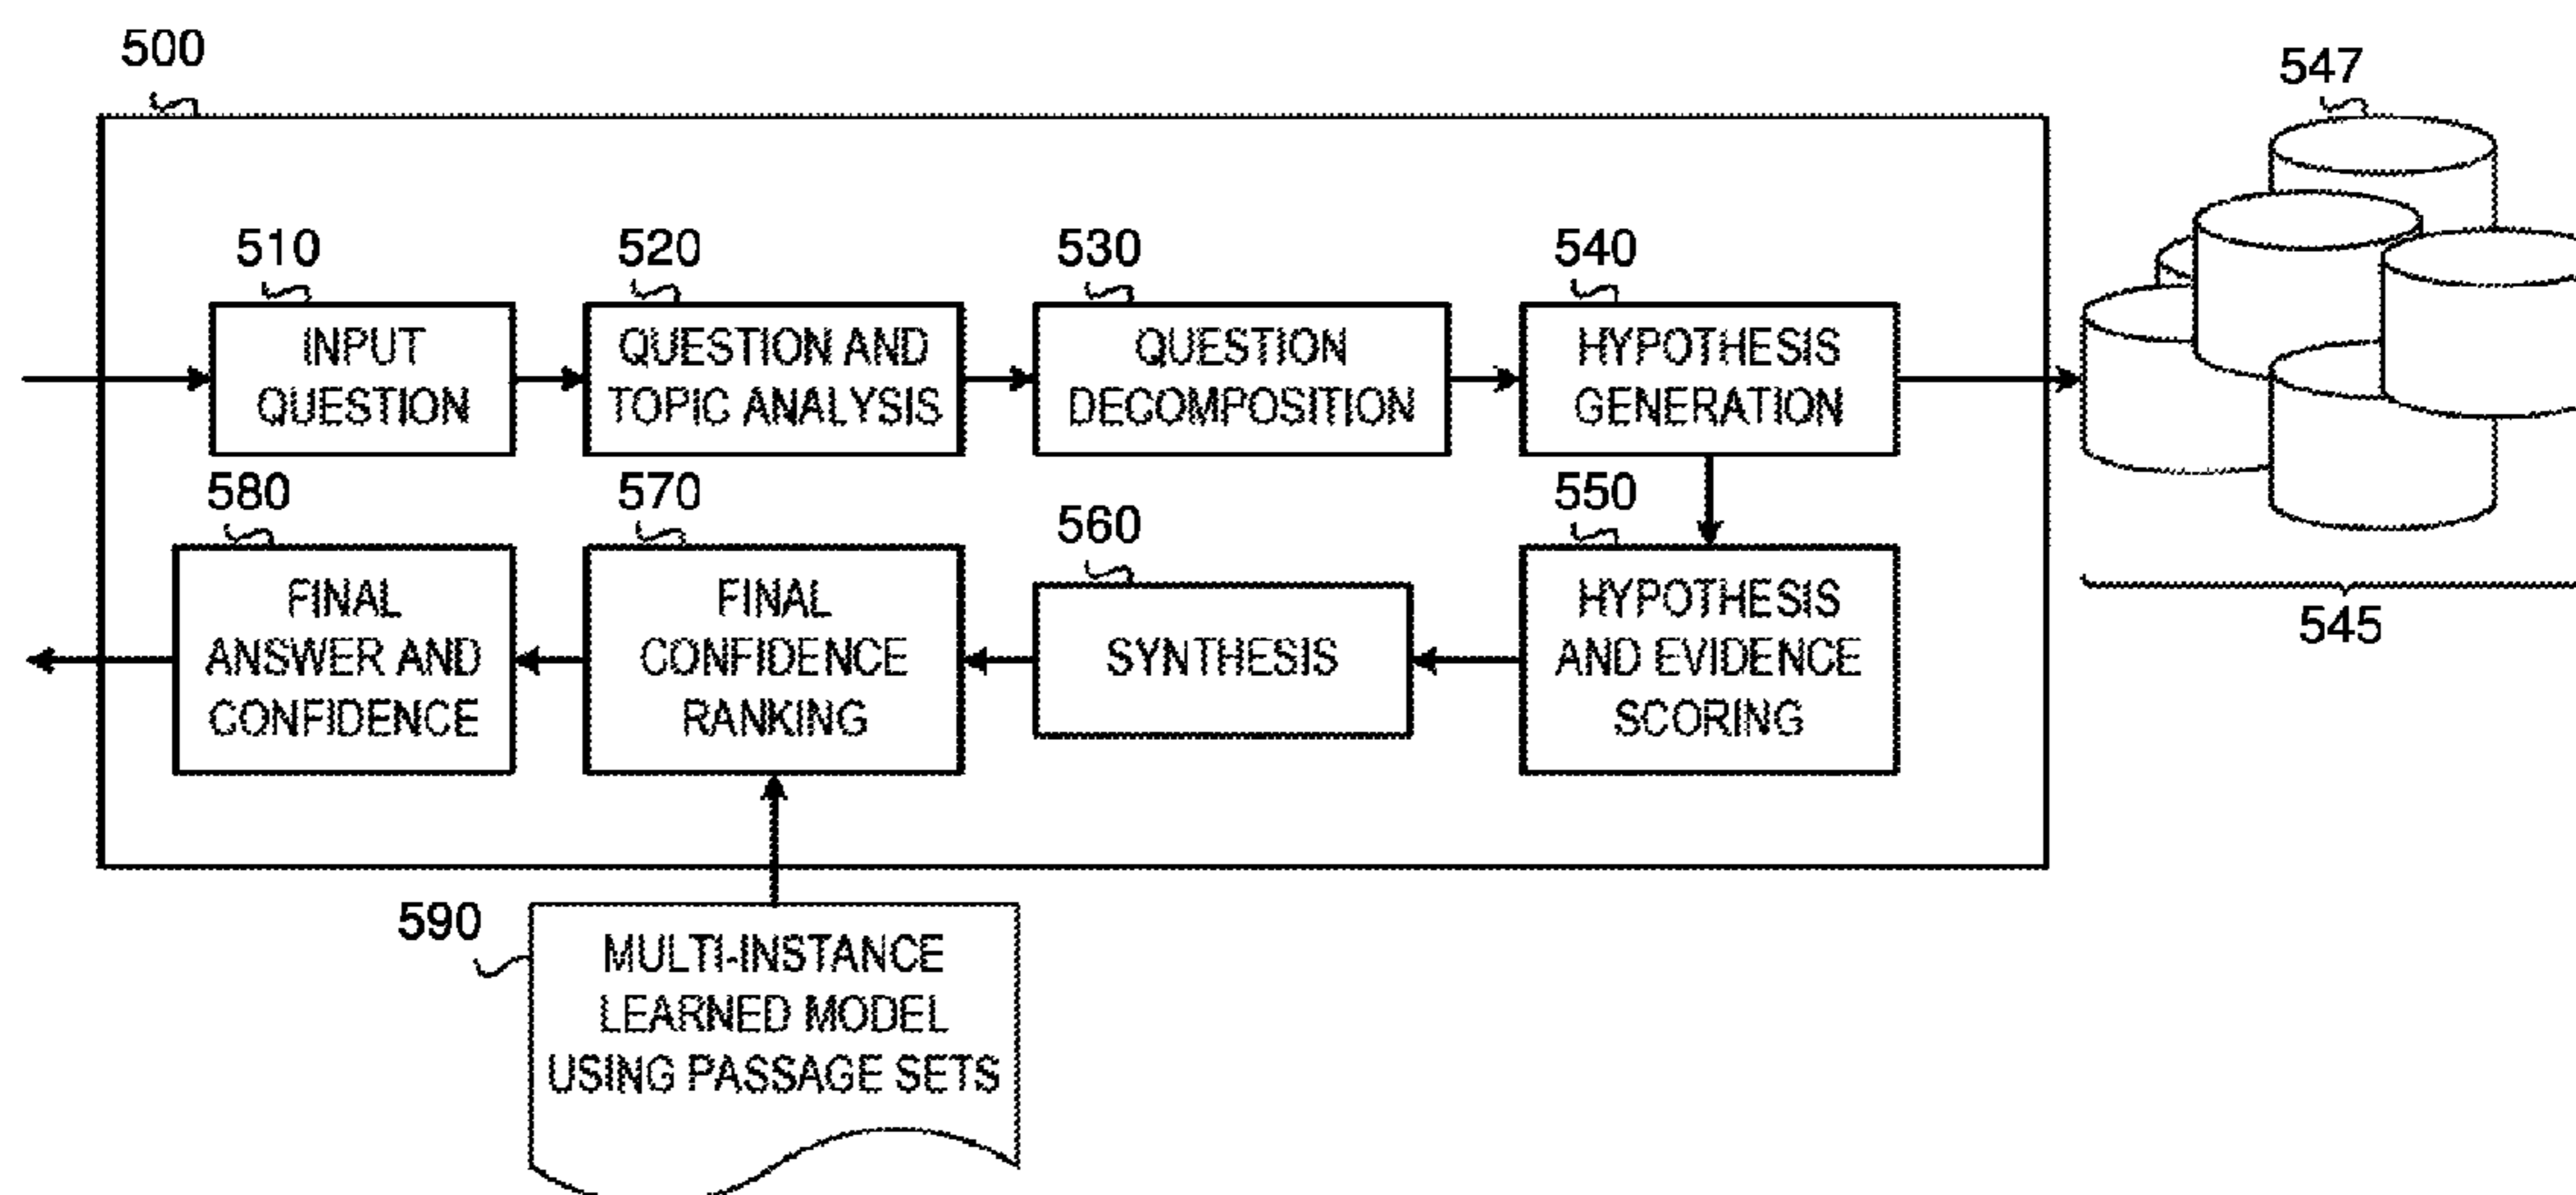 500
547
510
520
530
540
INPUT
QUESTION
QUESTION AND
TOPIC ANALYSIS
QUESTION
DECOMPOSITION
HYPOTHESIS
GENERATION
580
570
560
550
FINAL
ANSWER AND
CONFIDENCE
FINAL
CONFIDENCE
RANKING
SYNTHESIS
HYPOTHESIS
AND EVIDENCE
SCORING
545
590
MULTI-INSTANCE
LEARNED MODEL
USING PASSAGE SETS